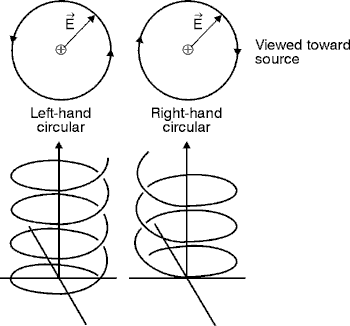 E
E
Viewed toward
source
Left-hand
circular
Right-hand
circular